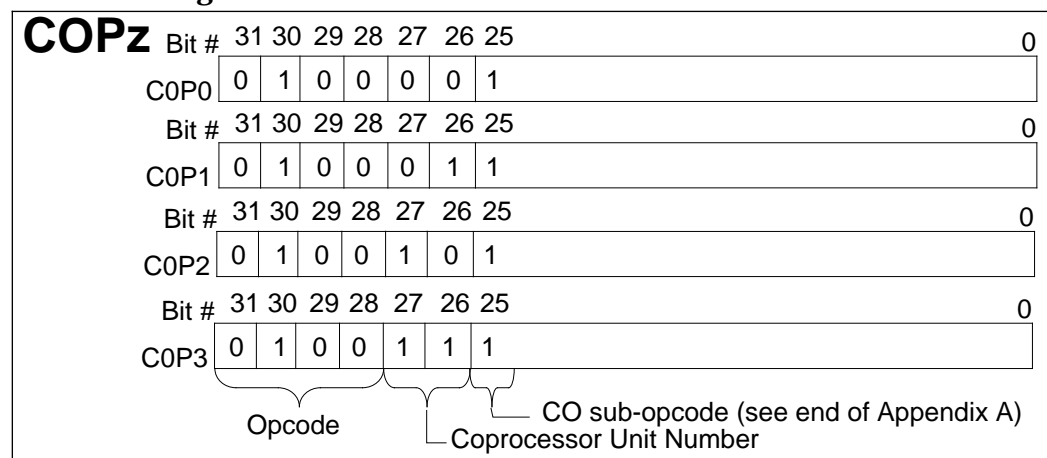 COPz Bit # 31 30 29 28 27 26 25 0
C0P0 0 1 0 0 0 0 1
Bit # 31 30 29 28 27 26 25 0
C0P1 0 1 0 0 0 1 1
Bit # 31 30 29 28 27 26 25 0
C0P2 0 1 0 0 1 0 1
Bit # 31 30 29 28 27 26 25 0
C0P3 0 1 0 0 1 1 1
Opcode
CO sub-opcode (see end of Appendix A)
Coprocessor Unit Number